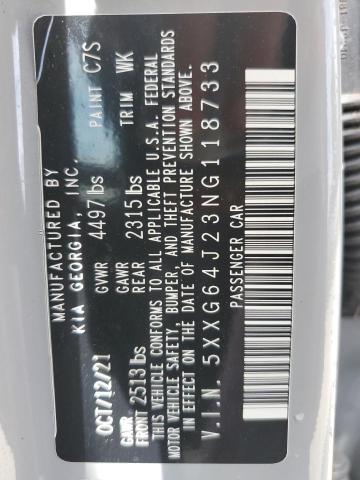 MANUFACTURED BY
KIA GEORGIA, INC.
OCT/12/21 GVWR 4497 lbs PAINT C7S
GAWR FRONT 2513 lbs GAWR REAR 2315 lbs TRIM WK
THIS VEHICLE CONFORMS TO ALL APPLICABLE U.S.A. FEDERAL
MOTOR VEHICLE SAFETY, BUMPER, AND THEFT PREVENTION STANDARDS
IN EFFECT ON THE DATE OF MANUFACTURE SHOWN ABOVE.
V.I.N. 5XXG64J23NG118733
PASSENGER CAR